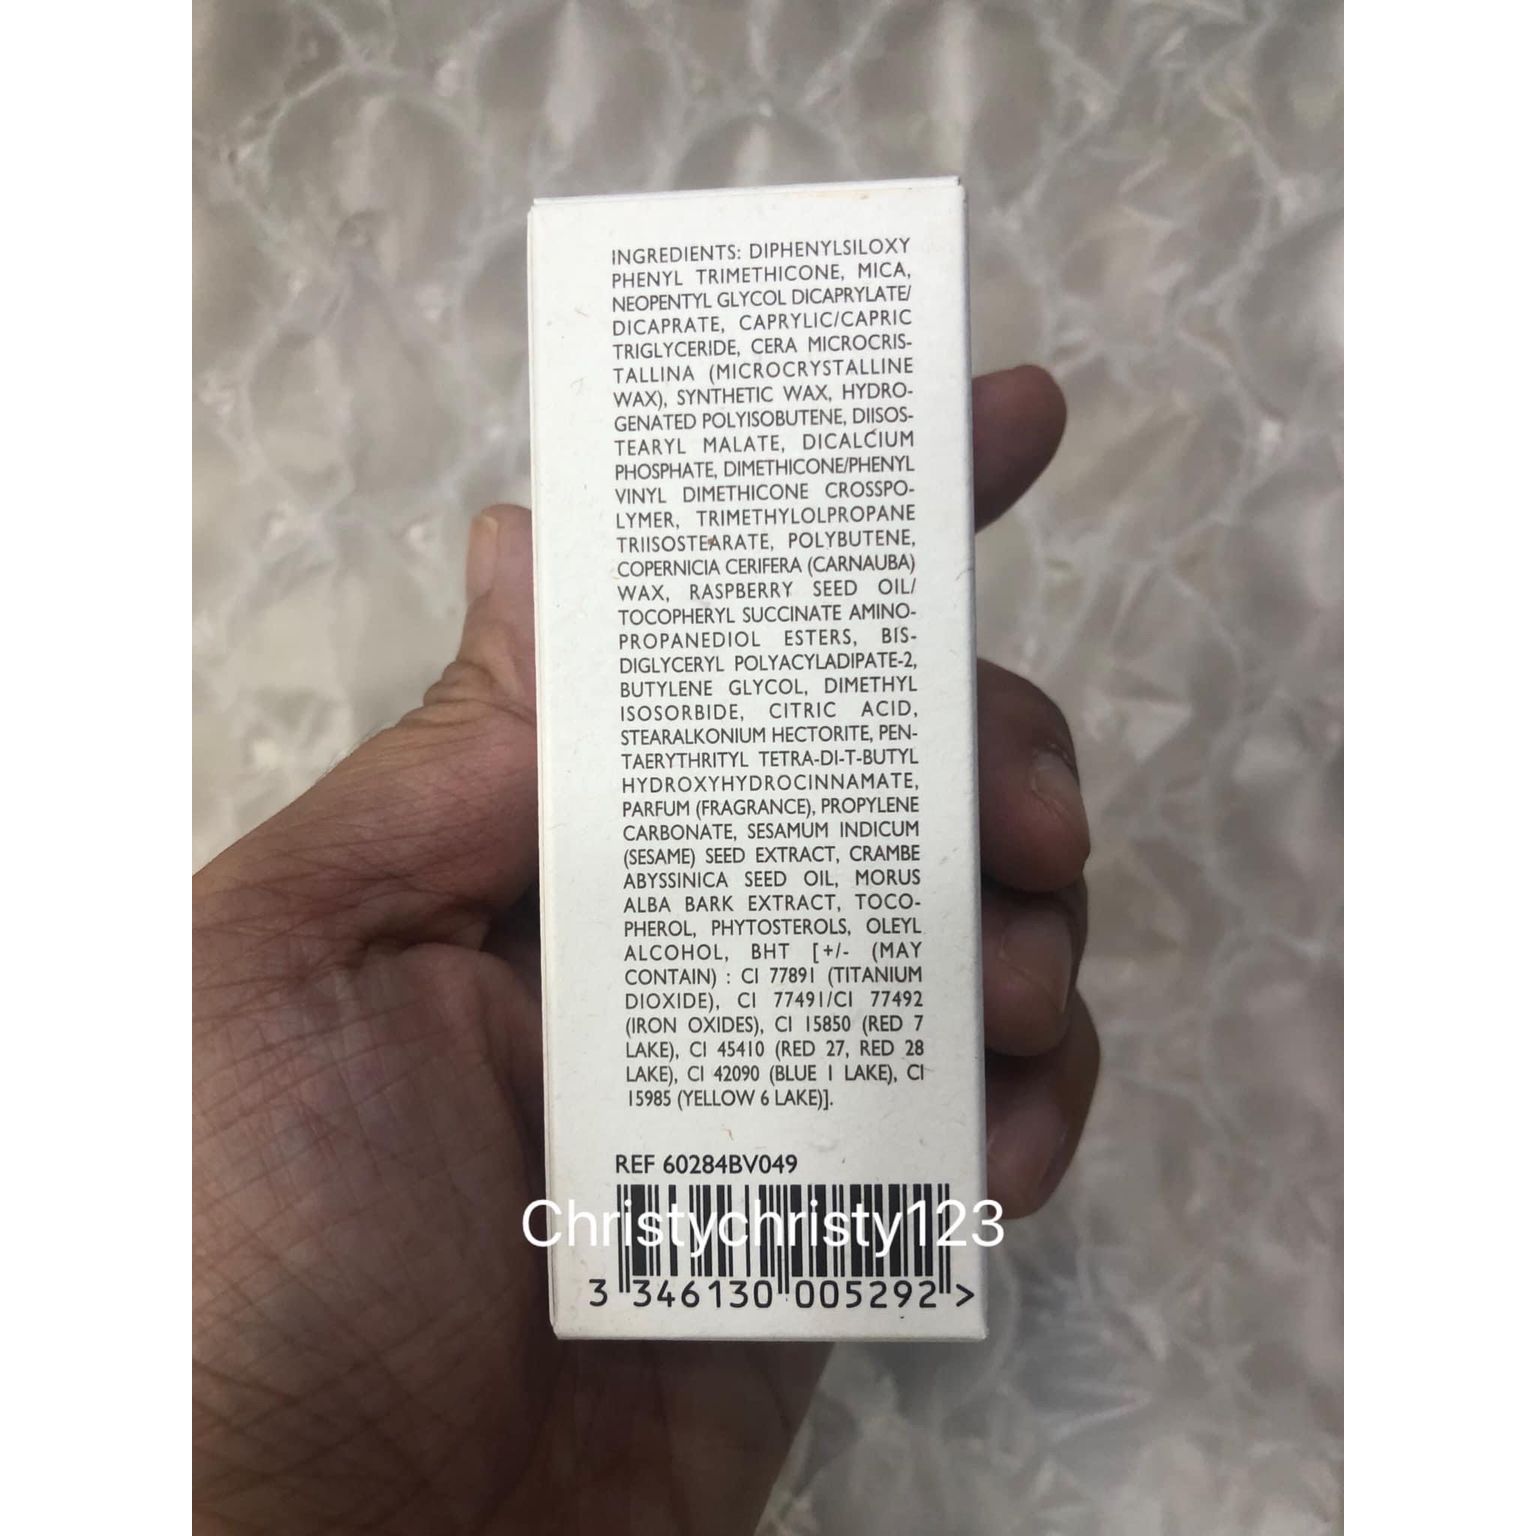 INGREDIENTS: DIPHENYLSILOXY
PHENYL TRIMETHICONE, MICA,
NEOPENTYL GLYCOL DICAPRYLATE/
DICAPRATE, CAPRYLIC/CAPRIC
TRIGLYCERIDE, CERA MICROCRIS-
TALLINA (MICROCRYSTALLINE
WAX), SYNTHETIC WAX, HYDRO-
GENATED POLYISOBUTENE, DIISOS-
TEARYL MALATE, DICALCIUM
PHOSPHATE, DIMETHICONE/PHENYL
VINYL DIMETHICONE CROSSPO-
LYMER, TRIMETHYLOLPROPANE
TRIISOSTEARATE, POLYBUTENE,
COPERNICIA CERIFERA (CARNAUBA)
WAX, RASPBERRY SEED OIL/
TOCOPHERYL SUCCINATE AMINO-
PROPANEDIOL ESTERS, BIS-
DIGLYCERYL POLYACYLADIPATE-2,
BUTYLENE GLYCOL, DIMETHYL
ISOSORBIDE, CITRIC ACID,
STEARALKONIUM HECTORITE, PEN-
TAERYTHRITYL TETRA-DI-T-BUTYL
HYDROXYHYDROCINNAMATE,
PARFUM (FRAGRANCE), PROPYLENE
CARBONATE, SESAMUM INDICUM
(SESAME) SEED EXTRACT, CRAMBE
ABYSSINICA SEED OIL, MORUS
ALBA BARK EXTRACT, TOCO-
PHEROL, PHYTOSTEROLS, OLEYL
ALCOHOL, BHT [+/- (MAY
CONTAIN) : CI 77891 (TITANIUM
DIOXIDE), CI 77491/CI 77492
(IRON OXIDES), CI 15850 (RED 7
LAKE), CI 45410 (RED 27, RED 28
LAKE), CI 42090 (BLUE 1 LAKE), CI
15985 (YELLOW 6 LAKE)].
REF 60284BV049
Christychristy123
3 346130 005292 >